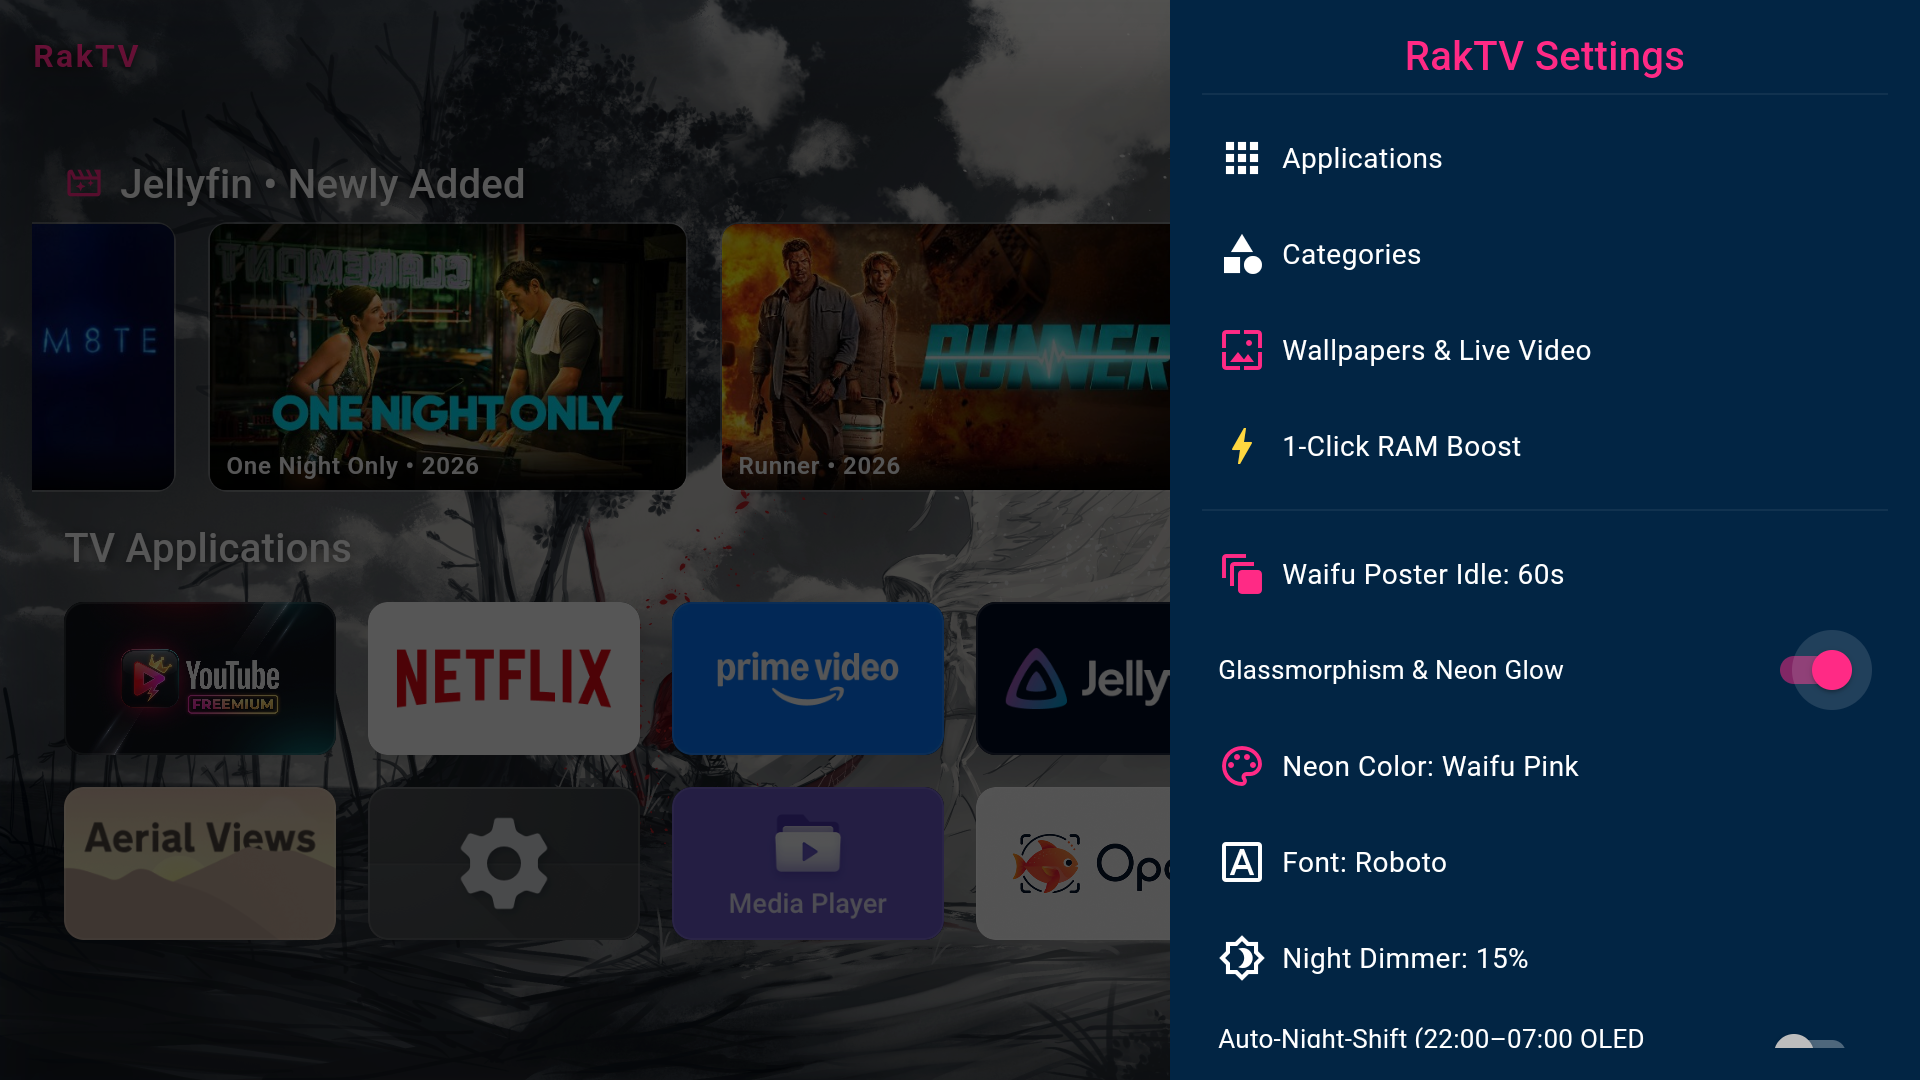 RakTV
Jellyfin • Newly Added
M8TE
CLAREMONT
ONE NIGHT ONLY
One Night Only • 2026
RUNNER
Runner • 2026
TV Applications
YouTube
FREEMIUM
NETFLIX
prime video
Jelly
Aerial Views
Media Player
Ope
RakTV Settings
Applications
Categories
Wallpapers & Live Video
1-Click RAM Boost
Waifu Poster Idle: 60s
Glassmorphism & Neon Glow
Neon Color: Waifu Pink
Font: Roboto
Night Dimmer: 15%
Auto-Night-Shift (22:00–07:00 OLED